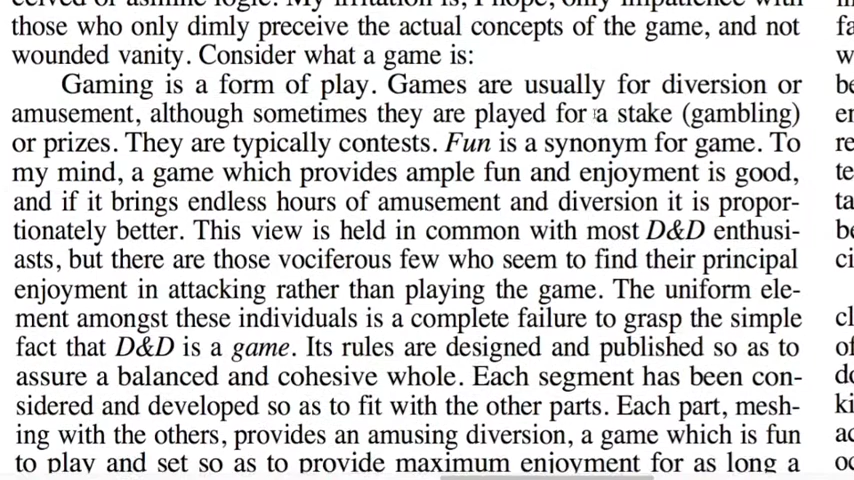 those who only dimly perceive the actual concepts of the game, and not
wounded vanity. Consider what a game is:
Gaming is a form of play. Games are usually for diversion or
amusement, although sometimes they are played for a stake (gambling)
or prizes. They are typically contests. Fun is a synonym for game. To
my mind, a game which provides ample fun and enjoyment is good,
and if it brings endless hours of amusement and diversion it is propor-
tionately better. This view is held in common with most D&D enthusi-
asts, but there are those vociferous few who seem to find their principal
enjoyment in attacking rather than playing the game. The uniform ele-
ment amongst these individuals is a complete failure to grasp the simple
fact that D&D is a game. Its rules are designed and published so as to
assure a balanced and cohesive whole. Each segment has been con-
sidered and developed so as to fit with the other parts. Each part, mesh-
ing with the others, provides an amusing diversion, a game which is fun
to play and set so as to provide maximum enjoyment for as long a